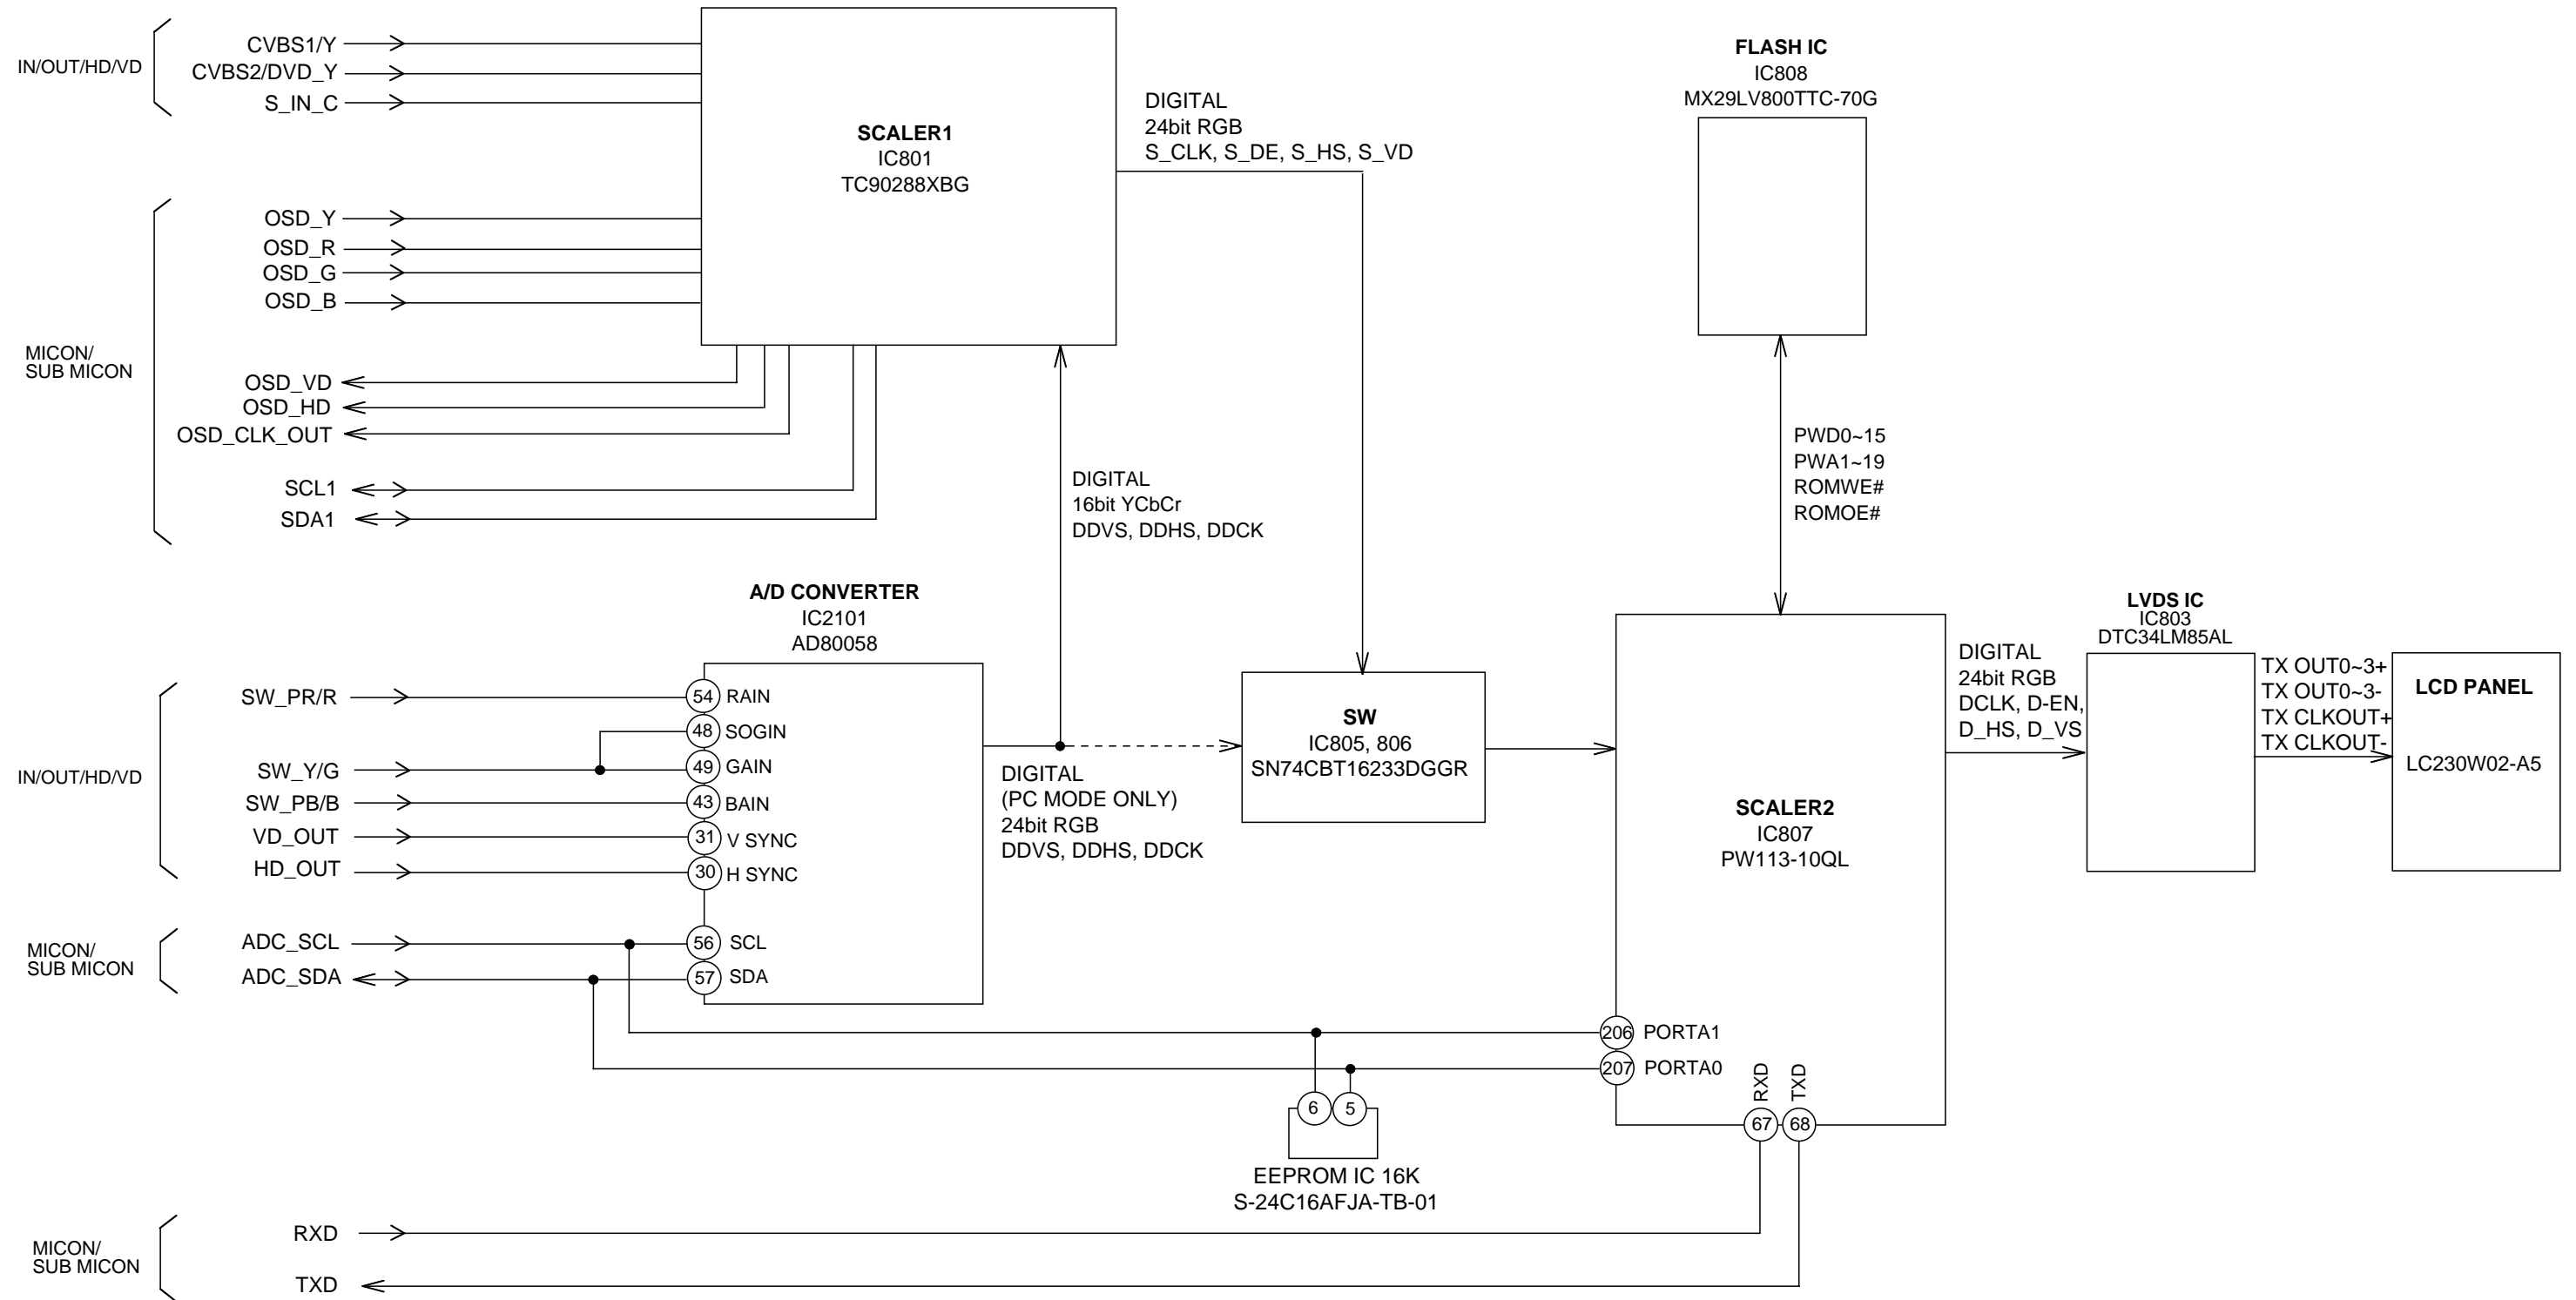 IN/OUT/HD/VD
CVBS1/Y
CVBS2/DVD_Y
S_IN_C
SCALER1
IC801
TC90288XBG
DIGITAL
24bit RGB
S_CLK, S_DE, S_HS, S_VD
FLASH IC
IC808
MX29LV800TTC-70G
MICON/
SUB MICON
OSD_Y
OSD_R
OSD_G
OSD_B
OSD_VD
OSD_HD
OSD_CLK_OUT
SCL1
SDA1
DIGITAL
16bit YCbCr
DDVS, DDHS, DDCK
PWD0~15
PWA1~19
ROMWE#
ROMOE#
A/D CONVERTER
IC2101
AD80058
IN/OUT/HD/VD
SW_PR/R
SW_Y/G
SW_PB/B
VD_OUT
HD_OUT
54 RAIN
48 SOGIN
49 GAIN
43 BAIN
31 V SYNC
30 H SYNC
MICON/
SUB MICON
ADC_SCL
ADC_SDA
56 SCL
57 SDA
DIGITAL
(PC MODE ONLY)
24bit RGB
DDVS, DDHS, DDCK
SW
IC805, 806
SN74CBT16233DGGR
SCALER2
IC807
PW113-10QL
206 PORTA1
207 PORTA0
RXD
TXD
67
68
DIGITAL
24bit RGB
DCLK, D-EN,
D_HS, D_VS
LVDS IC
IC803
DTC34LM85AL
TX OUT0~3+
TX OUT0~3-
TX CLKOUT+
TX CLKOUT-
LCD PANEL
LC230W02-A5
6
5
EEPROM IC 16K
S-24C16AFJA-TB-01
MICON/
SUB MICON
RXD
TXD